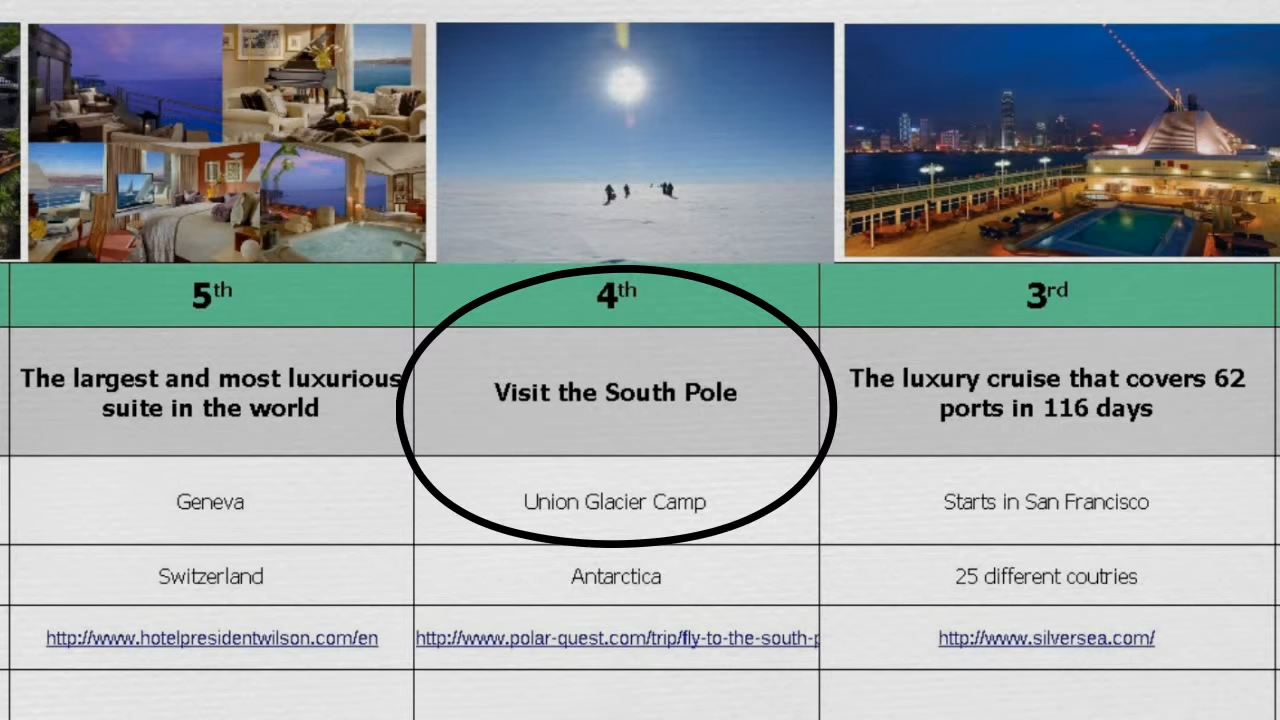 5th
4th
3rd
The largest and most luxurious
suite in the world
Visit the South Pole
The luxury cruise that covers 62
ports in 116 days
Geneva
Union Glacier Camp
Starts in San Francisco
Switzerland
Antarctica
25 different coutries
http://www.hotelpresidentwilson.com/en
http://www.polar-quest.com/trip/fly-to-the-south-p
http://www.silversea.com/